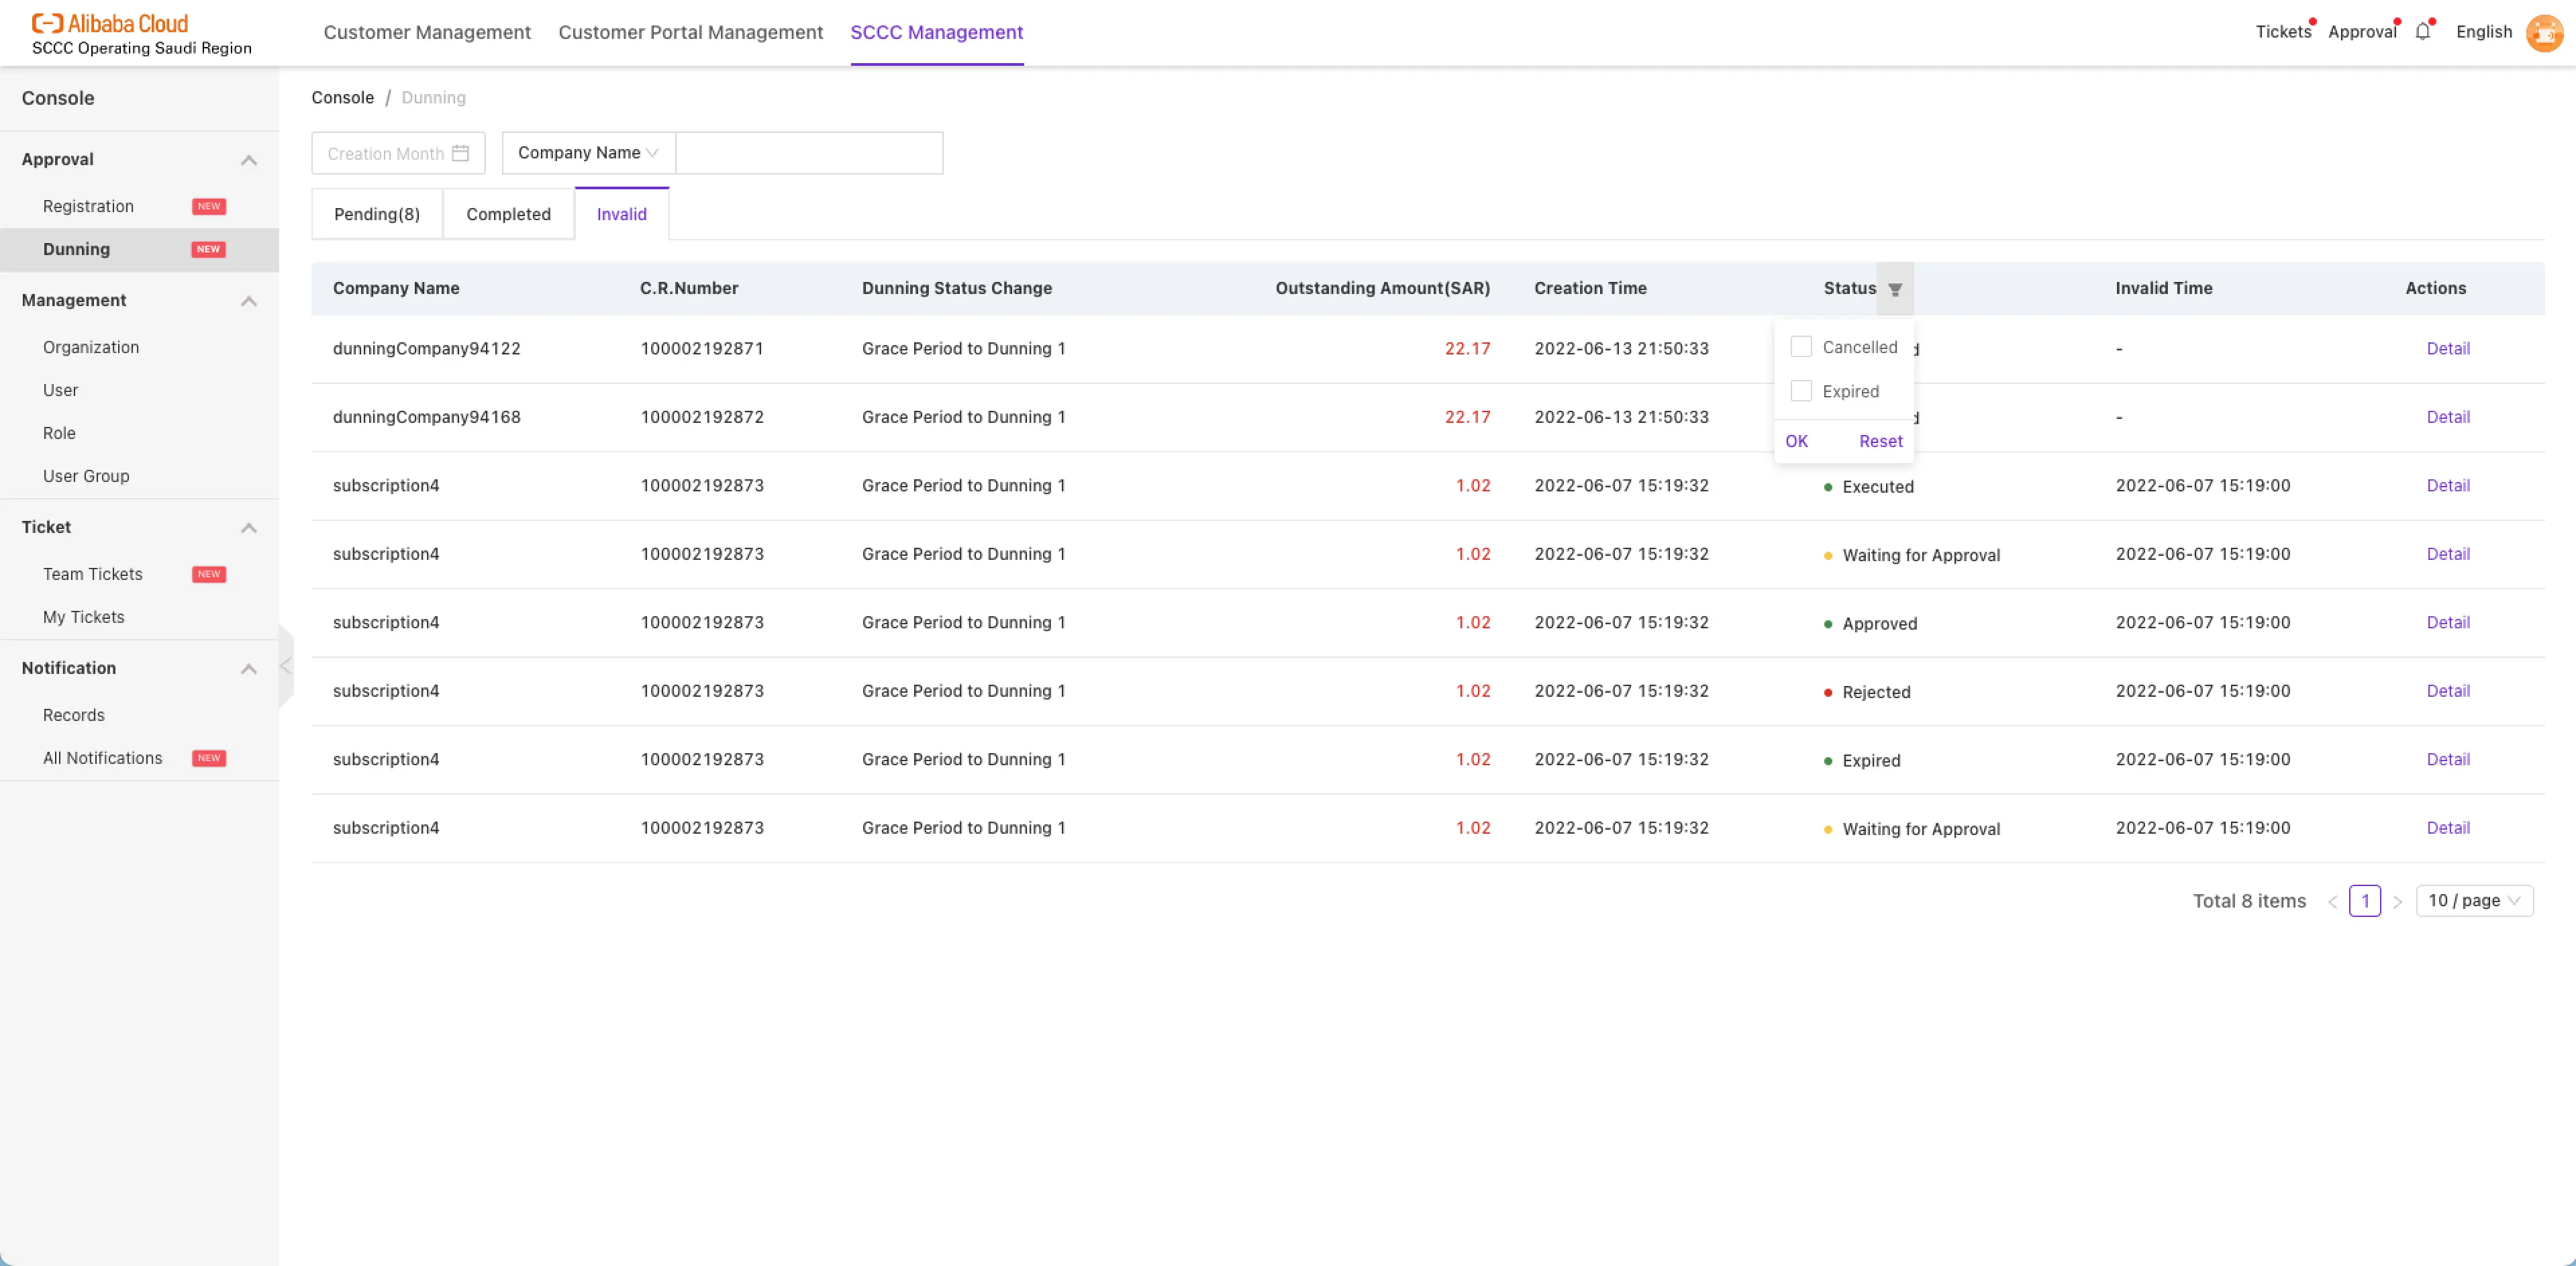 Alibaba Cloud
SCCC Operating Saudi Region
Customer Management Customer Portal Management SCCC Management
Tickets Approval English
Console
Approval
Registration NEW
Dunning NEW
Management
Organization
User
Role
User Group
Ticket
Team Tickets NEW
My Tickets
Notification
Records
All Notifications NEW
Console / Dunning
Creation Month Company Name
Pending(8) Completed Invalid
Company Name C.R.Number Dunning Status Change Outstanding Amount(SAR) Creation Time Status Invalid Time Actions
dunningCompany94122 100002192871 Grace Period to Dunning 1 22.17 2022-06-13 21:50:33 - Detail
dunningCompany94168 100002192872 Grace Period to Dunning 1 22.17 2022-06-13 21:50:33 - Detail
Cancelled
Expired
OK Reset
subscription4 100002192873 Grace Period to Dunning 1 1.02 2022-06-07 15:19:32 Executed 2022-06-07 15:19:00 Detail
subscription4 100002192873 Grace Period to Dunning 1 1.02 2022-06-07 15:19:32 Waiting for Approval 2022-06-07 15:19:00 Detail
subscription4 100002192873 Grace Period to Dunning 1 1.02 2022-06-07 15:19:32 Approved 2022-06-07 15:19:00 Detail
subscription4 100002192873 Grace Period to Dunning 1 1.02 2022-06-07 15:19:32 Rejected 2022-06-07 15:19:00 Detail
subscription4 100002192873 Grace Period to Dunning 1 1.02 2022-06-07 15:19:32 Expired 2022-06-07 15:19:00 Detail
subscription4 100002192873 Grace Period to Dunning 1 1.02 2022-06-07 15:19:32 Waiting for Approval 2022-06-07 15:19:00 Detail
Total 8 items < 1 > 10 / page